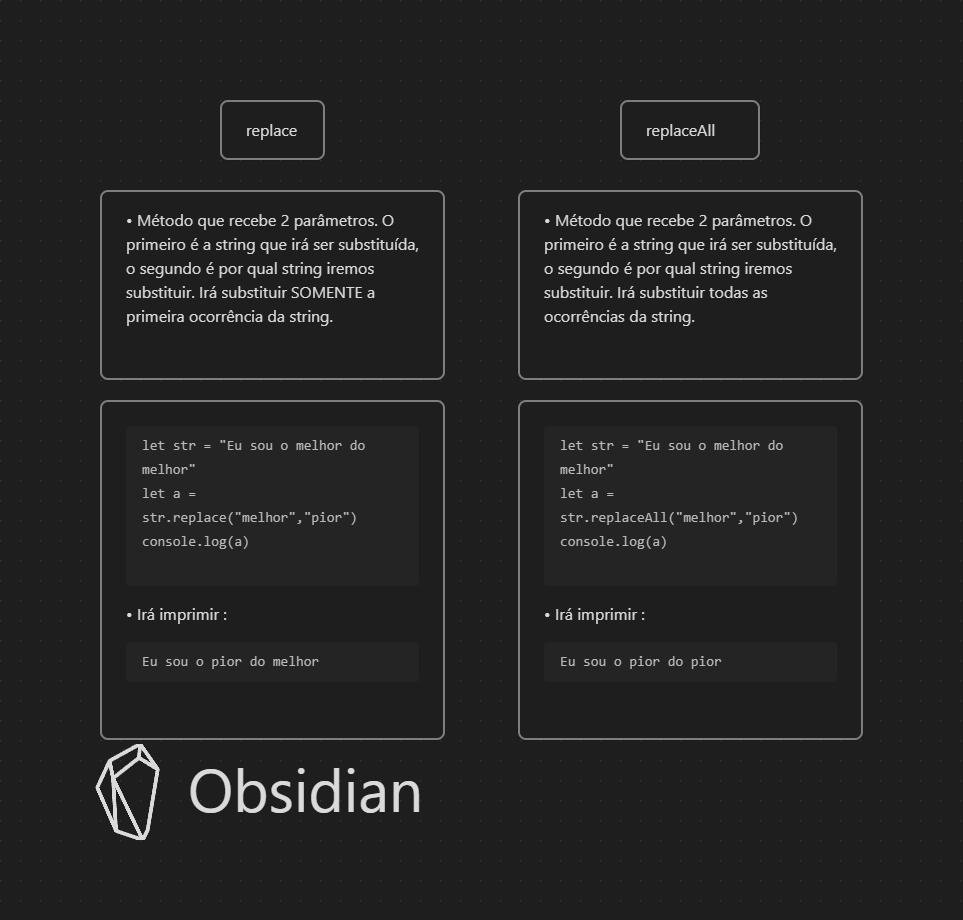 replace
• Método que recebe 2 parâmetros. O
primeiro é a string que irá ser substituída,
o segundo é por qual string iremos
substituir. Irá substituir SOMENTE a
primeira ocorrência da string.
let str = "Eu sou o melhor do
melhor"
let a =
str.replace("melhor","pior")
console.log(a)
• Irá imprimir :
Eu sou o pior do melhor
replaceAll
• Método que recebe 2 parâmetros. O
primeiro é a string que irá ser substituída,
o segundo é por qual string iremos
substituir. Irá substituir todas as
ocorrências da string.
let str = "Eu sou o melhor do
melhor"
let a =
str.replaceAll("melhor","pior")
console.log(a)
• Irá imprimir :
Eu sou o pior do pior
Obsidian